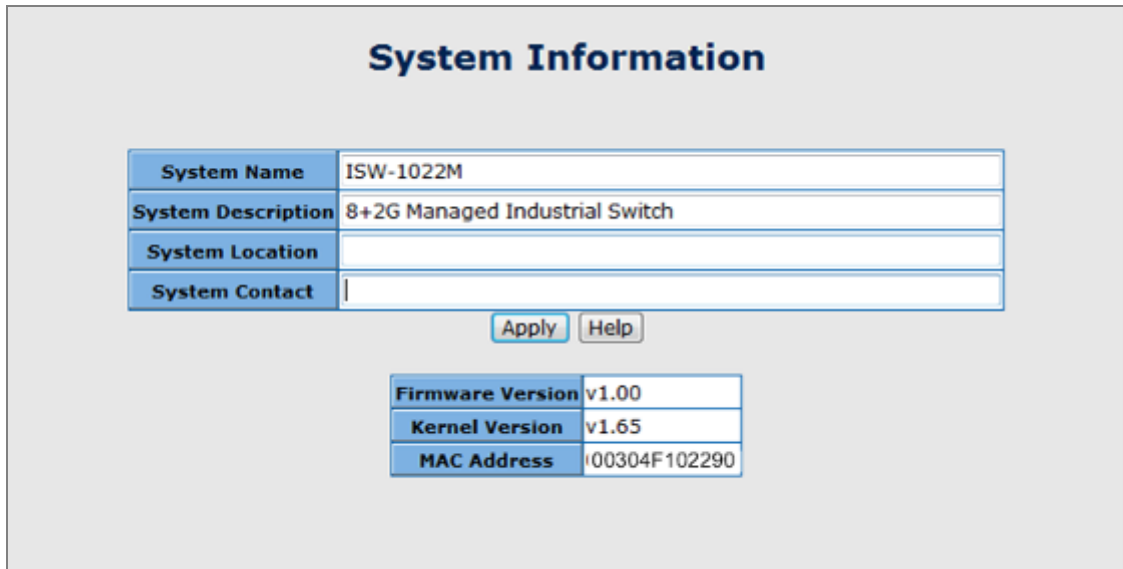 System Information
System Name ISW-1022M
System Description 8+2G Managed Industrial Switch
System Location
System Contact
Apply Help
Firmware Version v1.00
Kernel Version v1.65
MAC Address 00304F102290